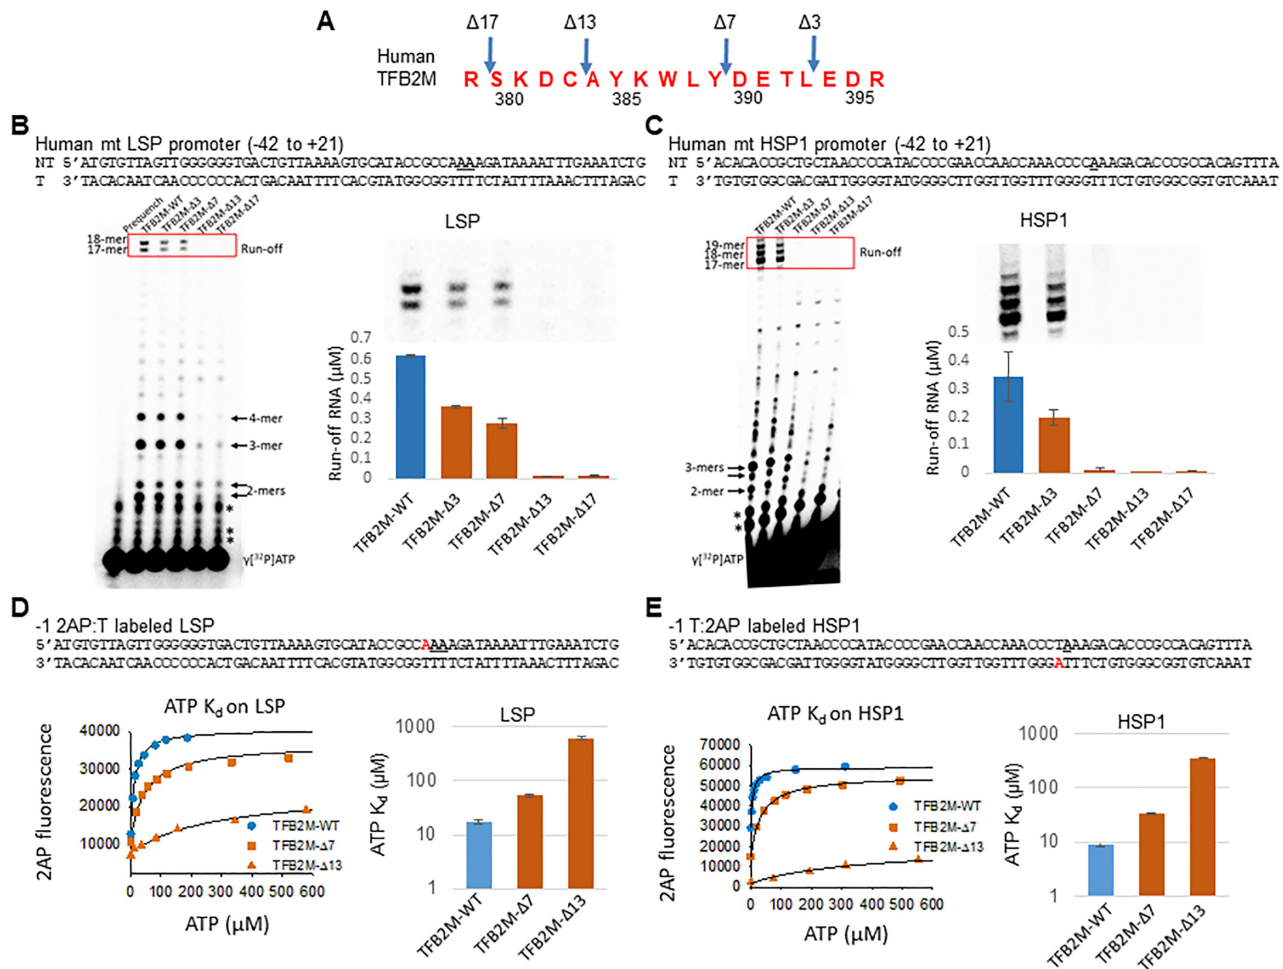 A
Δ17 Δ13 Δ7 Δ3
Human
TFB2M R S K D C A Y K W L Y D E T L E D R
380 385 390 395
B
Human mt LSP promoter (-42 to +21)
NT 5'ATGTGTTAGTTGGGGGGTGACTGTTAAAAGTGCATACCGCCAAAAGATAAAATTTGAAATCTG
T 3'TACACAATCAACCCCCCACTGACAATTTTCACGTATGGCGGTTTTCTATTTTAAACTTTAGAC
Prequench TFB2M-WT TFB2M-Δ3 TFB2M-Δ7 TFB2M-Δ13 TFB2M-Δ17
18-mer
17-mer
Run-off
4-mer
3-mer
2-mers
*
*
*
γ[³²P]ATP
LSP
Run-off RNA (μM)
0.7
0.6
0.5
0.4
0.3
0.2
0.1
0
TFB2M-WT TFB2M-Δ3 TFB2M-Δ7 TFB2M-Δ13 TFB2M-Δ17
C
Human mt HSP1 promoter (-42 to +21)
NT 5'ACACACCGCTGCTAACCCCATACCCCGAACCAACCAAACCCCAAAGACACCCGCCACAGTTTA
T 3'TGTGTGGCGACGATTGGGGTATGGGGCTTGGTTGGTTTGGGGTTTCTGTGGGCGGTGTCAAAT
TFB2M-WT TFB2M-Δ3 TFB2M-Δ7 TFB2M-Δ13 TFB2M-Δ17
19-mer
18-mer
17-mer
Run-off
3-mers
2-mer
*
*
γ[³²P]ATP
HSP1
Run-off RNA (μM)
0.5
0.4
0.3
0.2
0.1
0
TFB2M-WT TFB2M-Δ3 TFB2M-Δ7 TFB2M-Δ13 TFB2M-Δ17
D
-1 2AP:T labeled LSP
5'ATGTGTTAGTTGGGGGGTGACTGTTAAAAGTGCATACCGCCAAAAGATAAAATTTGAAATCTG
3'TACACAATCAACCCCCCACTGACAATTTTCACGTATGGCGGTTTTCTATTTTAAACTTTAGAC
ATP Kd on LSP
2AP fluorescence
40000
30000
20000
10000
TFB2M-WT
TFB2M-Δ7
TFB2M-Δ13
0 100 200 300 400 500 600
ATP (μM)
LSP
ATP Kd (μM)
1000
100
10
1
TFB2M-WT TFB2M-Δ7 TFB2M-Δ13
E
-1 T:2AP labeled HSP1
5'ACACACCGCTGCTAACCCCATACCCCGAACCAACCAAACCCTAAAGACACCCGCCACAGTTTA
3'TGTGTGGCGACGATTGGGGTATGGGGCTTGGTTGGTTTGGGATTTCTGTGGGCGGTGTCAAAT
ATP Kd on HSP1
2AP fluorescence
70000
60000
50000
40000
30000
20000
10000
0
TFB2M-WT
TFB2M-Δ7
TFB2M-Δ13
0 100 200 300 400 500 600
ATP (μM)
HSP1
ATP Kd (μM)
1000
100
10
1
TFB2M-WT TFB2M-Δ7 TFB2M-Δ13